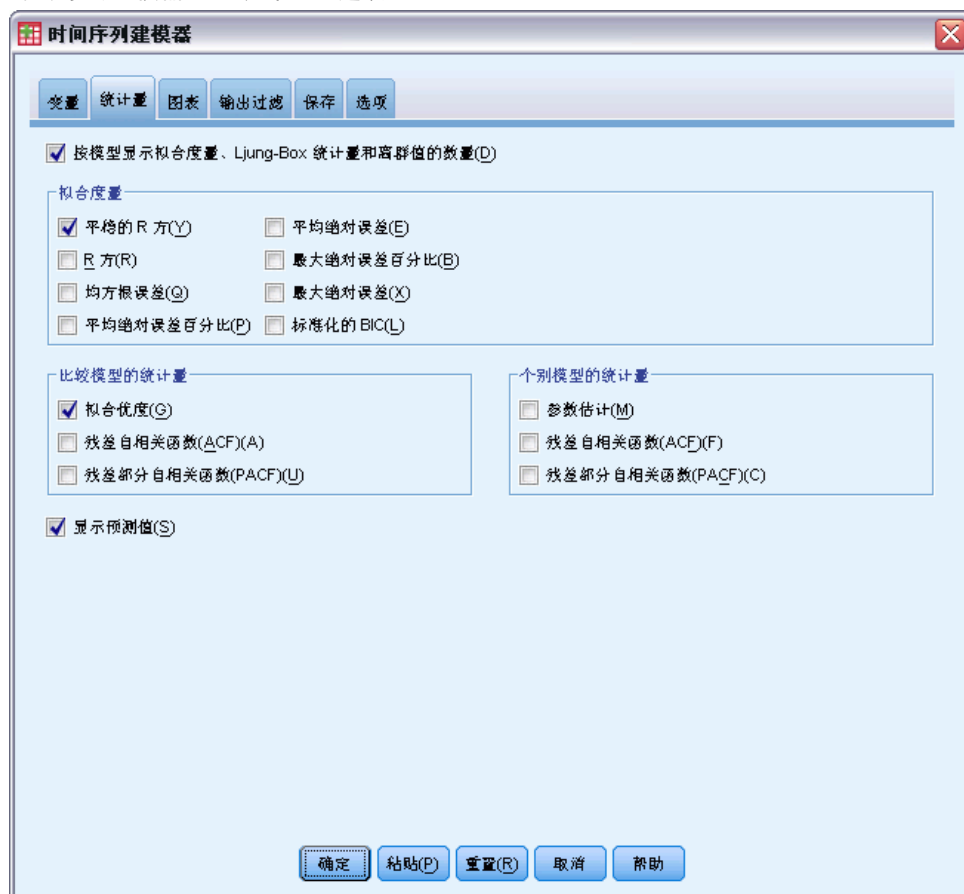 时间序列建模器
变量 统计量 图表 输出过滤 保存 选项
按模型显示拟合度量、Ljung-Box 统计量和离群值的数量(D)
拟合度量
平稳的 R 方(Y) 平均绝对误差(E)
R 方(R) 最大绝对误差百分比(B)
均方根误差(Q) 最大绝对误差(X)
平均绝对误差百分比(P) 标准化的 BIC(L)
比较模型的统计量 个别模型的统计量
拟合优度(G) 参数估计(M)
残差自相关函数(ACF)(A) 残差自相关函数(ACF)(F)
残差部分自相关函数(PACF)(U) 残差部分自相关函数(PACF)(C)
显示预测值(S)
确定 粘贴(P) 重置(R) 取消 帮助